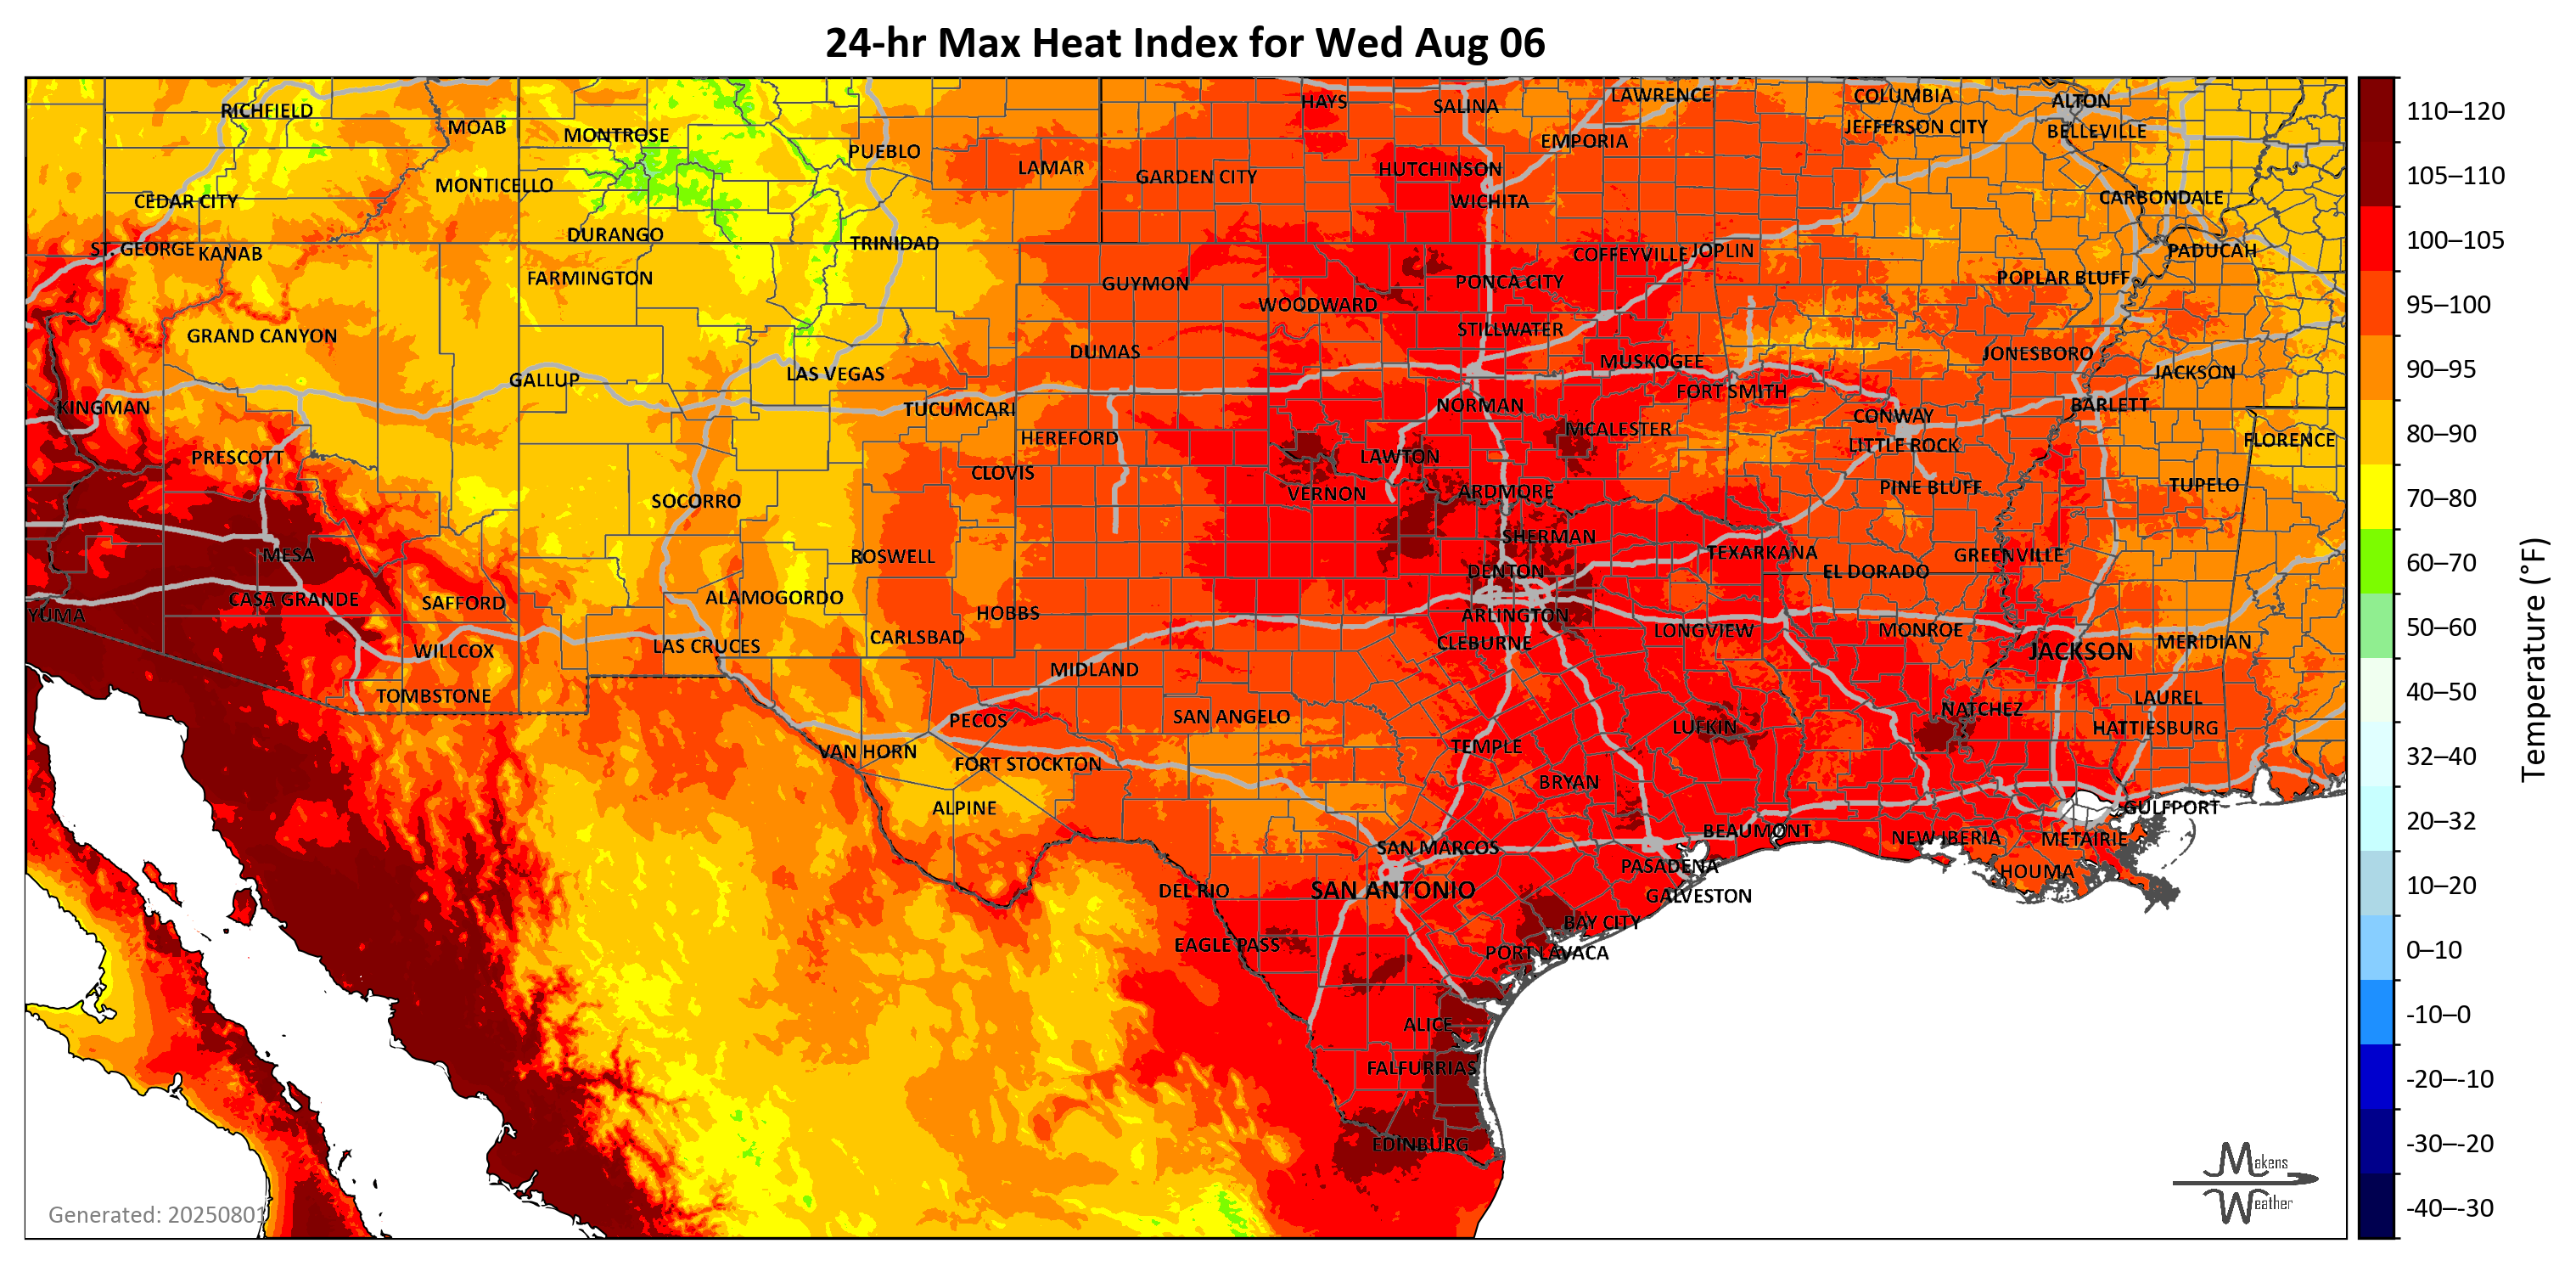 24-hr Max Heat Index for Wed Aug 06
RICHFIELD
MOAB
MONTROSE
PUEBLO
LAMAR
HAYS
SALINA
LAWRENCE
COLUMBIA
ALTON
EMPORIA
JEFFERSON CITY
BELLEVILLE
GARDEN CITY
HUTCHINSON
MONTICELLO
CEDAR CITY
WICHITA
CARBONDALE
DURANGO
TRINIDAD
ST. GEORGE
KANAB
COFFEYVILLE
JOPLIN
PADUCAH
FARMINGTON
GUYMON
PONCA CITY
POPLAR BLUFF
WOODWARD
GRAND CANYON
STILLWATER
DUMAS
MUSKOGEE
JONESBORO
GALLUP
LAS VEGAS
FORT SMITH
JACKSON
KINGMAN
TUCUMCARI
NORMAN
CONWAY
BARLETT
HEREFORD
MCALESTER
LITTLE ROCK
FLORENCE
PRESCOTT
CLOVIS
LAWTON
PINE BLUFF
TUPELO
SOCORRO
VERNON
ARDMORE
MESA
ROSWELL
SHERMAN
TEXARKANA
GREENVILLE
DENTON
EL DORADO
CASA GRANDE
SAFFORD
ALAMOGORDO
HOBBS
YUMA
ARLINGTON
CARLSBAD
CLEBURNE
LONGVIEW
MONROE
WILLCOX
LAS CRUCES
JACKSON
MERIDIAN
MIDLAND
TOMBSTONE
LAUREL
PECOS
SAN ANGELO
NATCHEZ
LUFKIN
HATTIESBURG
VAN HORN
FORT STOCKTON
TEMPLE
BRYAN
ALPINE
GULFPORT
BEAUMONT
NEW IBERIA
METAIRIE
SAN MARCOS
PASADENA
HOUMA
DEL RIO
SAN ANTONIO
GALVESTON
BAY CITY
EAGLE PASS
PORT LAVACA
ALICE
FALFURRIAS
EDINBURG
Generated: 20250801
Makens
Weather
110–120
105–110
100–105
95–100
90–95
80–90
70–80
60–70
50–60
40–50
32–40
20–32
10–20
0–10
-10–0
-20–-10
-30–-20
-40–-30
Temperature (°F)